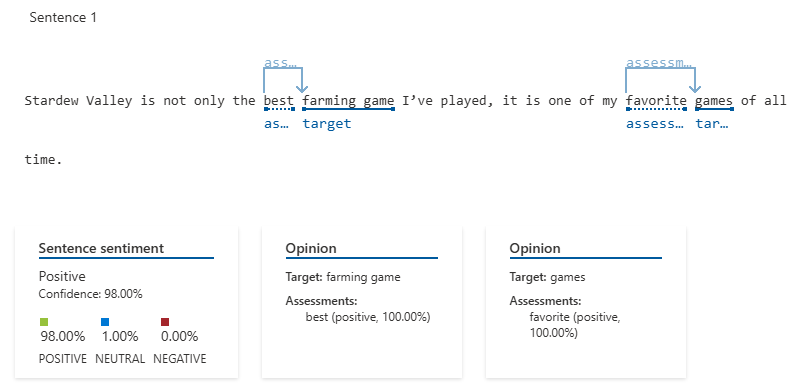 Sentence 1
ass... assessm...
Stardew Valley is not only the best farming game I’ve played, it is one of my favorite games of all
as... target assess... tar...
time.
Sentence sentiment
Positive
Confidence: 98.00%
98.00% 1.00% 0.00%
POSITIVE NEUTRAL NEGATIVE
Opinion
Target: farming game
Assessments:
best (positive, 100.00%)
Opinion
Target: games
Assessments:
favorite (positive,
100.00%)